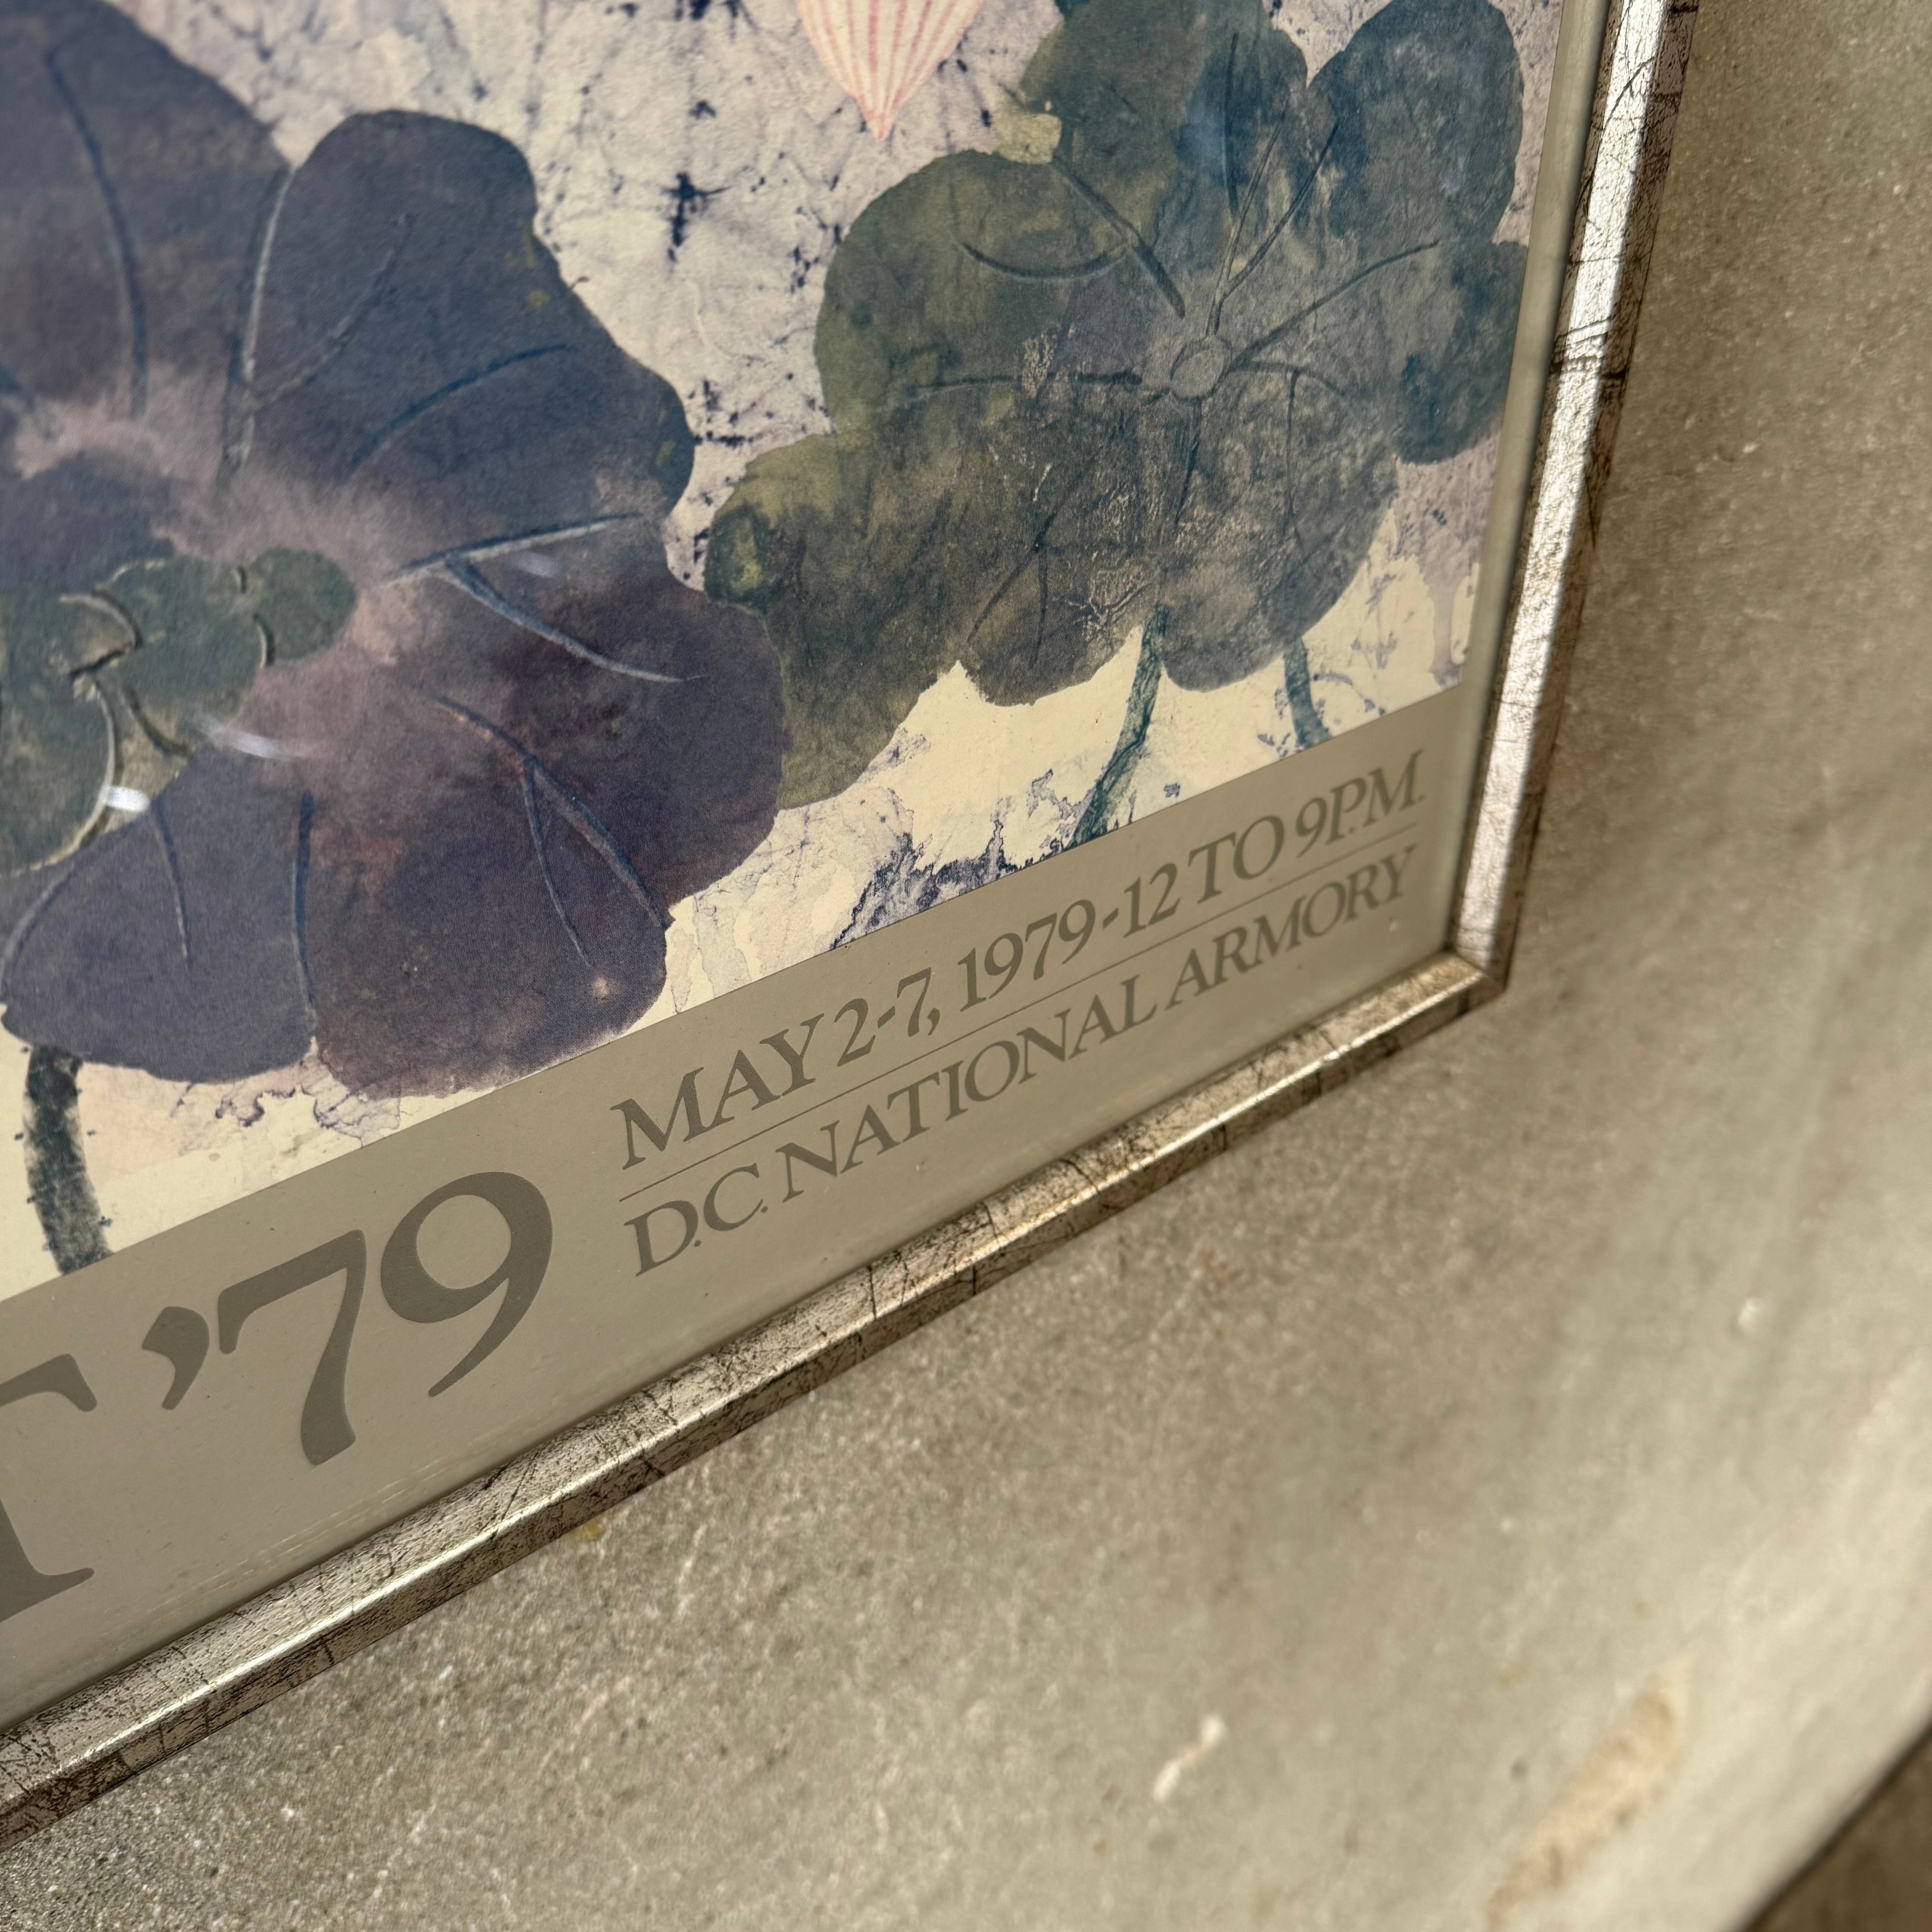 T '79
MAY 2-7, 1979-12 TO 9P.M.
D.C. NATIONAL ARMORY